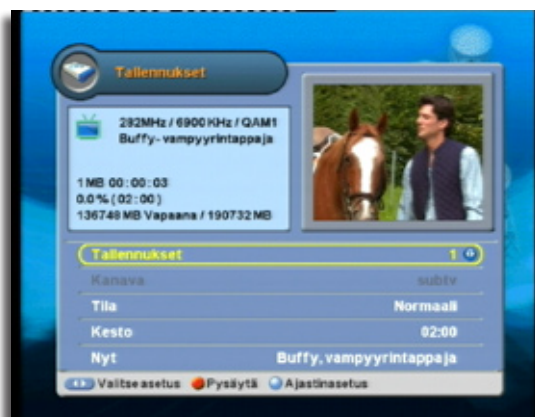 Tallennukset
282MHz / 6900 KHz / QAM1
Buffy- vampyyrintappaja
1 MB 00:00:03
0.0 % ( 02:00 )
136748 MB Vapaana / 190732 MB
Tallennukset 1
Kanava subtv
Tila Normaali
Kesto 02:00
Nyt Buffy, vampyyrintappaja
Valitse asetus Pysäytä Ajastinasetus